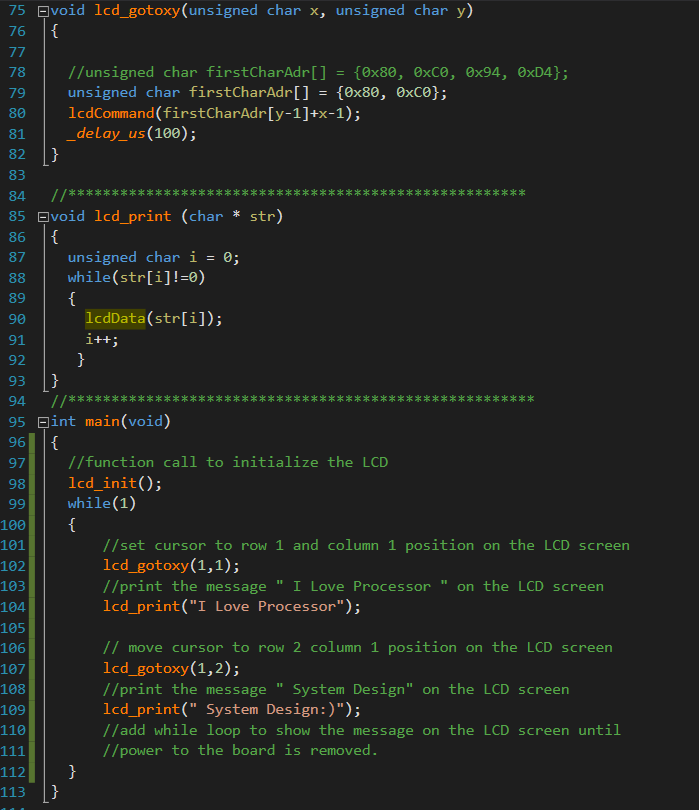 75 void lcd_gotoxy(unsigned char x, unsigned char y)
76 {
77
78 //unsigned char firstCharAdr[] = {0x80, 0xC0, 0x94, 0xD4};
79 unsigned char firstCharAdr[] = {0x80, 0xC0};
80 lcdCommand(firstCharAdr[y-1]+x-1);
81 _delay_us(100);
82 }
83
84 //*****************************************************
85 void lcd_print (char * str)
86 {
87 unsigned char i = 0;
88 while(str[i]!=0)
89 {
90 lcdData(str[i]);
91 i++;
92 }
93 }
94 //******************************************************
95 int main(void)
96 {
97 //function call to initialize the LCD
98 lcd_init();
99 while(1)
100 {
101 //set cursor to row 1 and column 1 position on the LCD screen
102 lcd_gotoxy(1,1);
103 //print the message " I Love Processor " on the LCD screen
104 lcd_print("I Love Processor");
105
106 // move cursor to row 2 column 1 position on the LCD screen
107 lcd_gotoxy(1,2);
108 //print the message " System Design" on the LCD screen
109 lcd_print(" System Design:)");
110 //add while loop to show the message on the LCD screen until
111 //power to the board is removed.
112 }
113 }